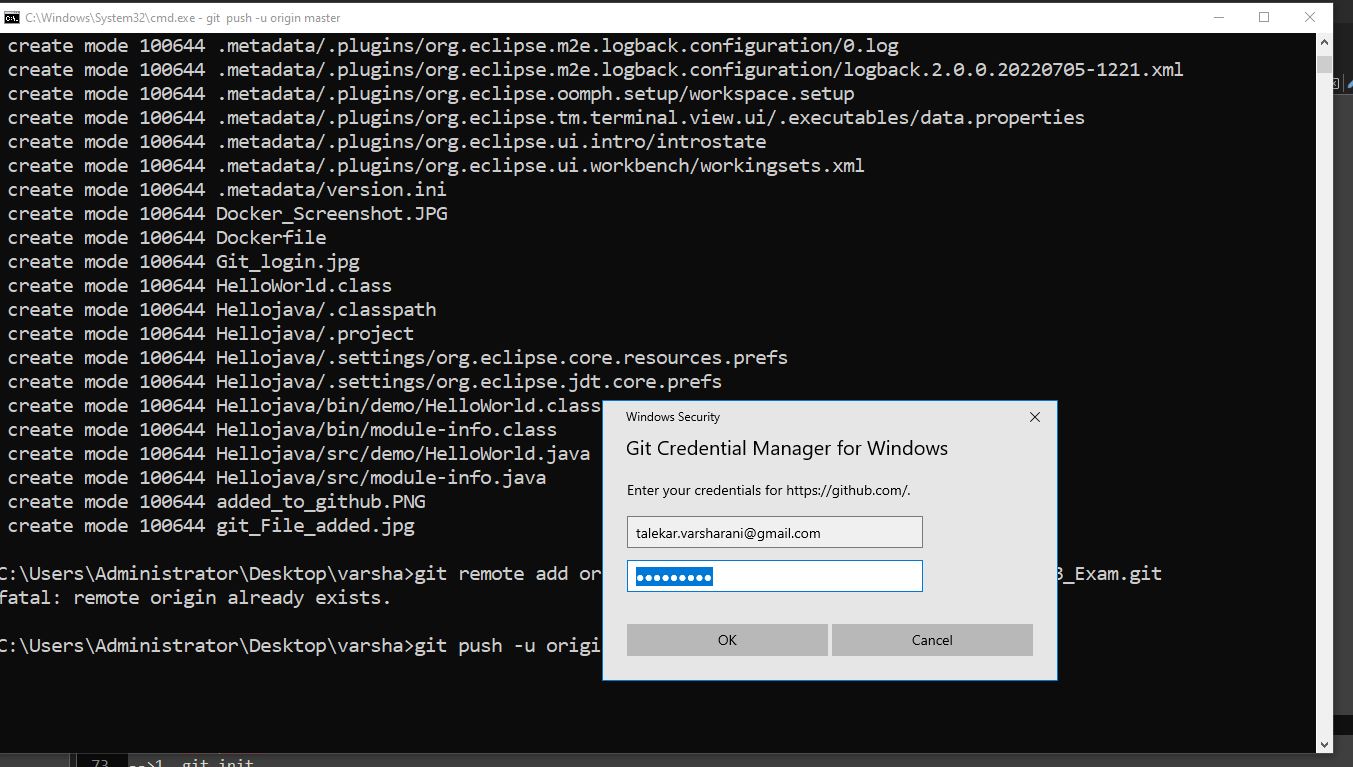 C:\Windows\System32\cmd.exe - git  push -u origin master
create mode 100644 .metadata/.plugins/org.eclipse.m2e.logback.configuration/0.log
create mode 100644 .metadata/.plugins/org.eclipse.m2e.logback.configuration/logback.2.0.0.20220705-1221.xml
create mode 100644 .metadata/.plugins/org.eclipse.oomph.setup/workspace.setup
create mode 100644 .metadata/.plugins/org.eclipse.tm.terminal.view.ui/.executables/data.properties
create mode 100644 .metadata/.plugins/org.eclipse.ui.intro/introstate
create mode 100644 .metadata/.plugins/org.eclipse.ui.workbench/workingsets.xml
create mode 100644 .metadata/version.ini
create mode 100644 Docker_Screenshot.JPG
create mode 100644 Dockerfile
create mode 100644 Git_login.jpg
create mode 100644 HelloWorld.class
create mode 100644 Hellojava/.classpath
create mode 100644 Hellojava/.project
create mode 100644 Hellojava/.settings/org.eclipse.core.resources.prefs
create mode 100644 Hellojava/.settings/org.eclipse.jdt.core.prefs
create mode 100644 Hellojava/bin/demo/HelloWorld.class
create mode 100644 Hellojava/bin/module-info.class
create mode 100644 Hellojava/src/demo/HelloWorld.java
create mode 100644 Hellojava/src/module-info.java
create mode 100644 added_to_github.PNG
create mode 100644 git_File_added.jpg
C:\Users\Administrator\Desktop\varsha>git remote add or
_Exam.git
fatal: remote origin already exists.
C:\Users\Administrator\Desktop\varsha>git push -u origi
Windows Security
Git Credential Manager for Windows
Enter your credentials for https://github.com/.
talekar.varsharani@gmail.com
●●●●●●●●●
OK
Cancel
73 -->1  git init